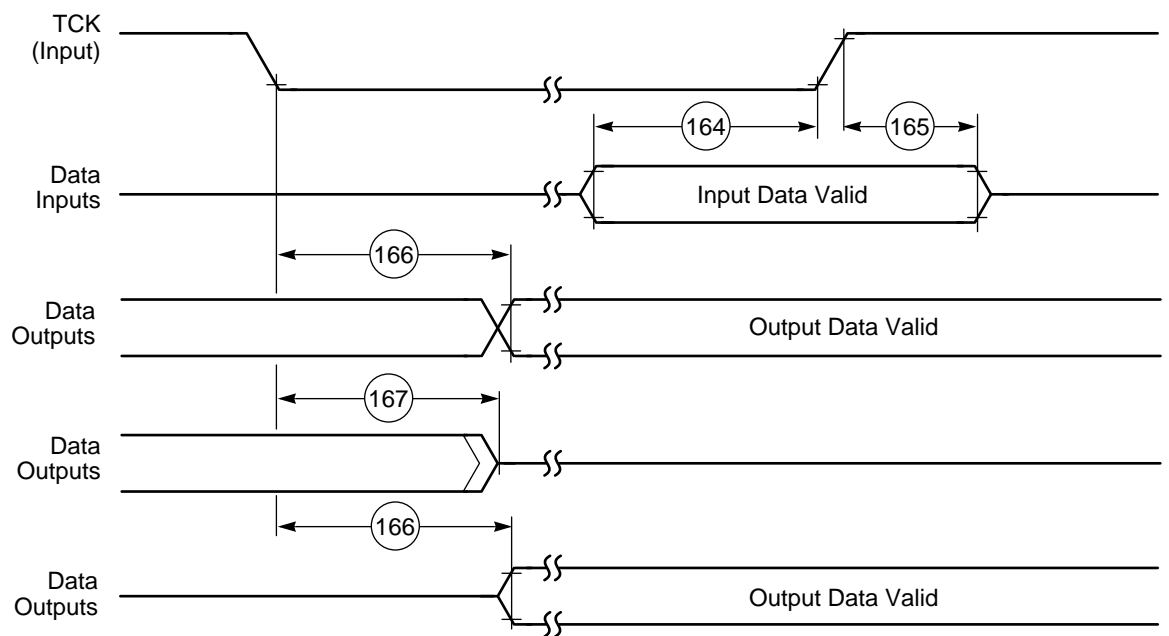 TCK
(Input)
164
165
Data
Inputs
Input Data Valid
166
Data
Outputs
Output Data Valid
167
Data
Outputs
166
Data
Outputs
Output Data Valid